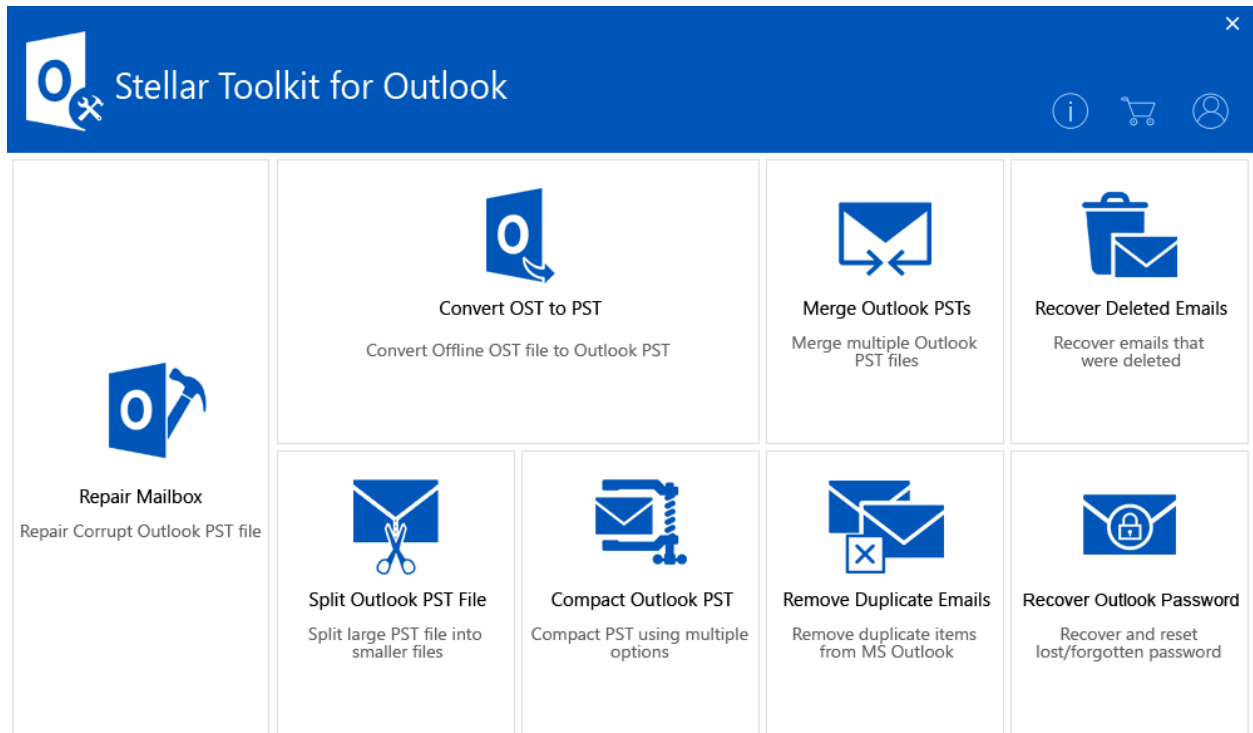 Stellar Toolkit for Outlook
Repair Mailbox
Repair Corrupt Outlook PST file
Convert OST to PST
Convert Offline OST file to Outlook PST
Merge Outlook PSTs
Merge multiple Outlook
PST files
Recover Deleted Emails
Recover emails that
were deleted
Split Outlook PST File
Split large PST file into
smaller files
Compact Outlook PST
Compact PST using multiple
options
Remove Duplicate Emails
Remove duplicate items
from MS Outlook
Recover Outlook Password
Recover and reset
lost/forgotten password